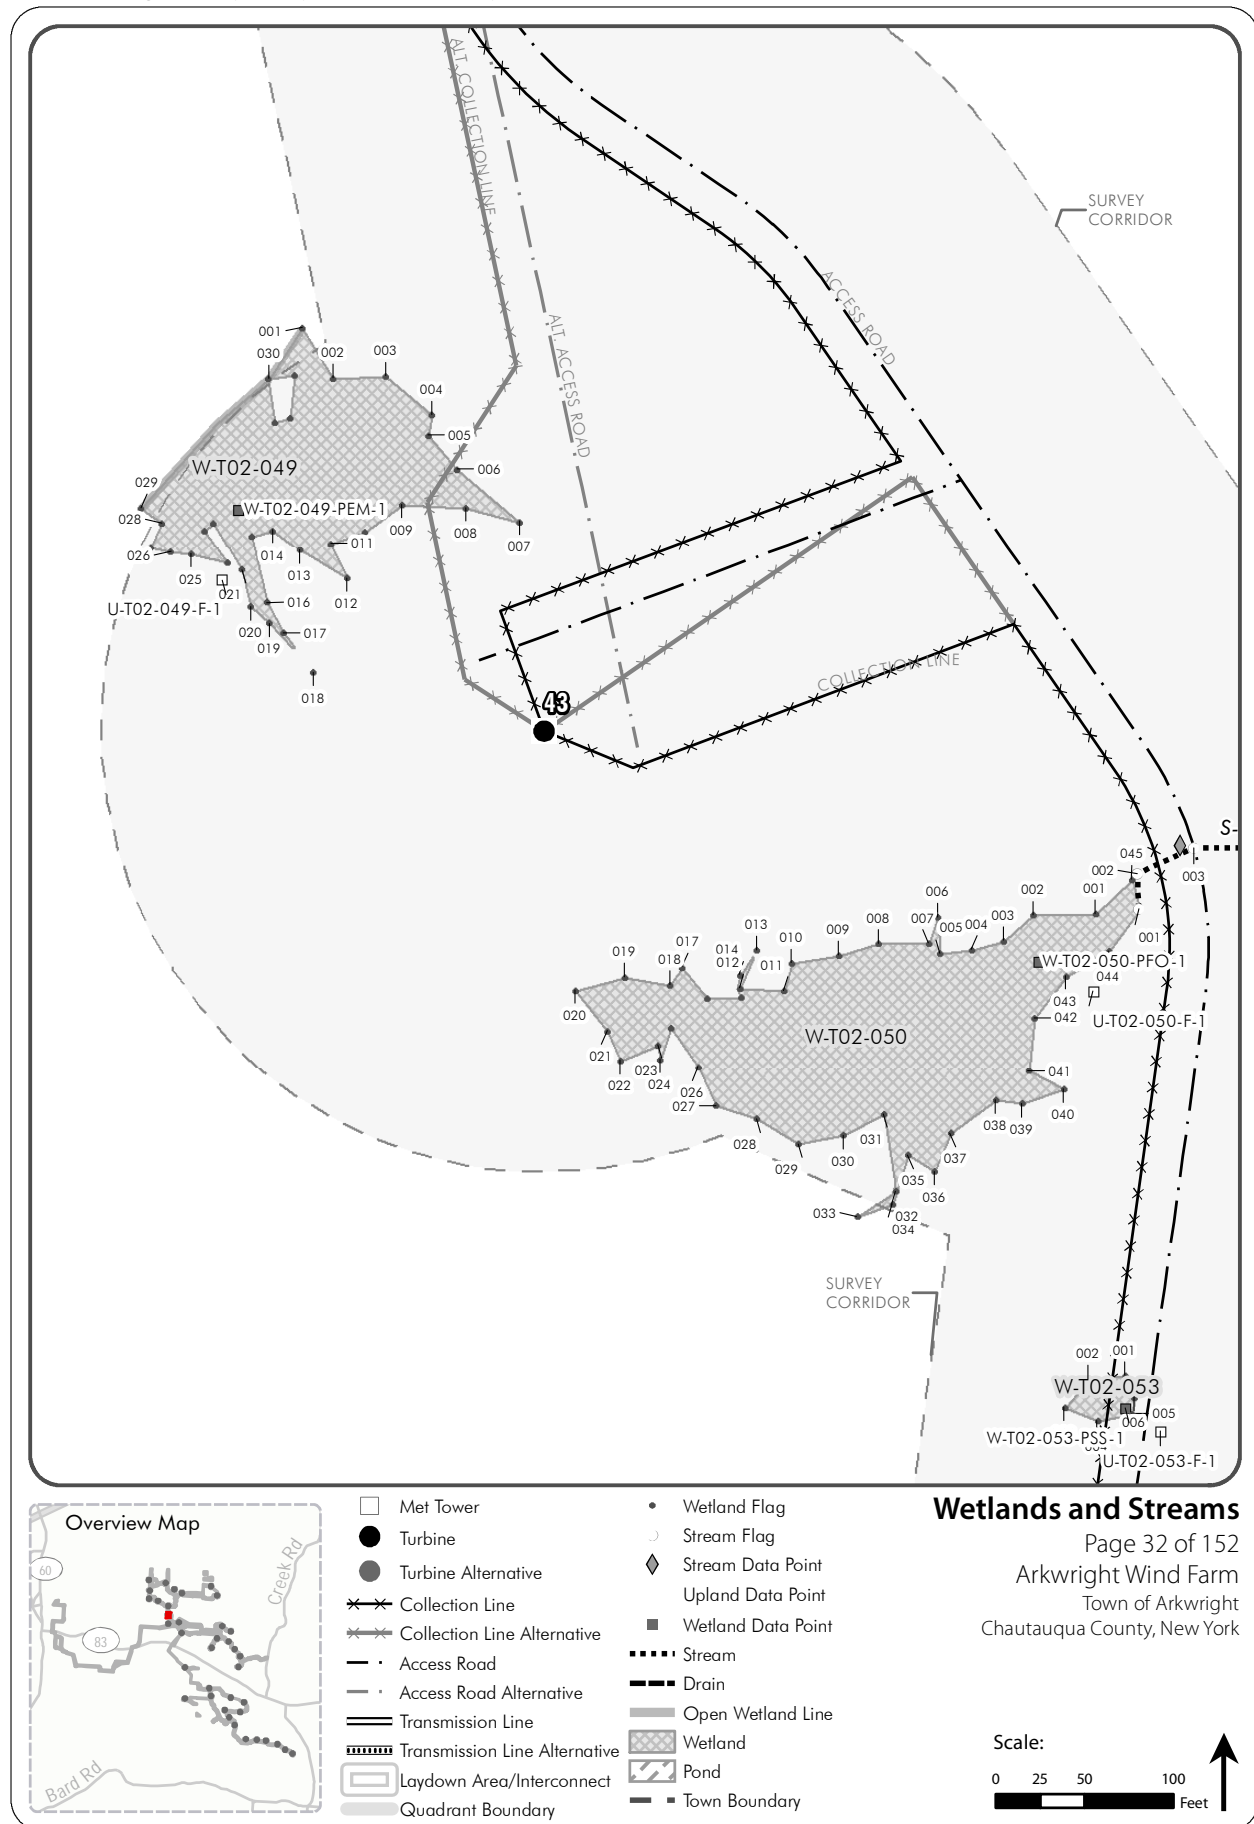 ALT. COLLECTION LINE
SURVEY
CORRIDOR
ACCESS ROAD
ALT. ACCESS ROAD
001
030
002
003
004
005
006
W-T02-049
029
W-T02-049-PEM-1
028
009
008
007
026
025
014
013
011
012
021
U-T02-049-F-1
016
020
017
019
018
43
COLLECTION LINE
S-
045
002
003
006
002
001
013
010
009
008
007
005
004
003
001
019
017
018
014
012
011
W-T02-050-PFO-1
044
043
020
042
U-T02-050-F-1
W-T02-050
021
022
023
024
026
027
041
040
039
038
028
029
030
031
037
035
036
033
032
034
SURVEY
CORRIDOR
002
001
W-T02-053
005
006
W-T02-053-PSS-1
U-T02-053-F-1
Overview Map
60
83
Creek Rd
Bard Rd
Met Tower
Turbine
Turbine Alternative
Collection Line
Collection Line Alternative
Access Road
Access Road Alternative
Transmission Line
Transmission Line Alternative
Laydown Area/Interconnect
Quadrant Boundary
Wetland Flag
Stream Flag
Stream Data Point
Upland Data Point
Wetland Data Point
Stream
Drain
Open Wetland Line
Wetland
Pond
Town Boundary
Wetlands and Streams
Page 32 of 152
Arkwright Wind Farm
Town of Arkwright
Chautauqua County, New York
Scale:
0 25 50 100
Feet